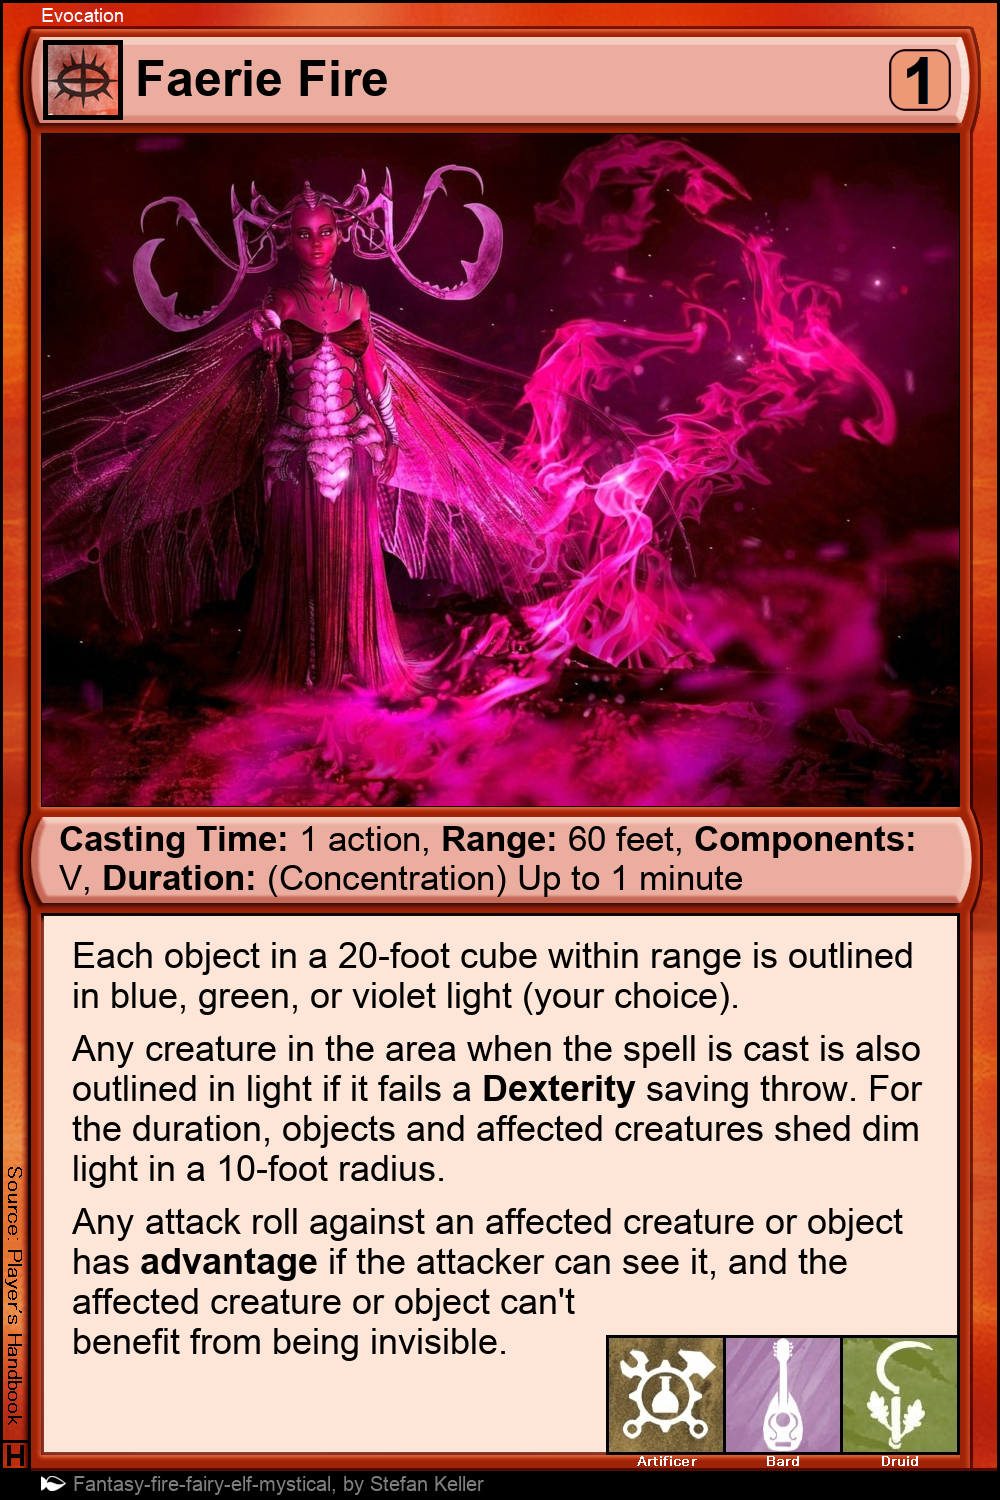 Evocation
Faerie Fire
1
Casting Time: 1 action, Range: 60 feet, Components:
V, Duration: (Concentration) Up to 1 minute
Each object in a 20-foot cube within range is outlined
in blue, green, or violet light (your choice).
Any creature in the area when the spell is cast is also
outlined in light if it fails a Dexterity saving throw. For
the duration, objects and affected creatures shed dim
light in a 10-foot radius.
Any attack roll against an affected creature or object
has advantage if the attacker can see it, and the
affected creature or object can't
benefit from being invisible.
Artificer
Bard
Druid
Source: Player's Handbook
H
Fantasy-fire-fairy-elf-mystical, by Stefan Keller